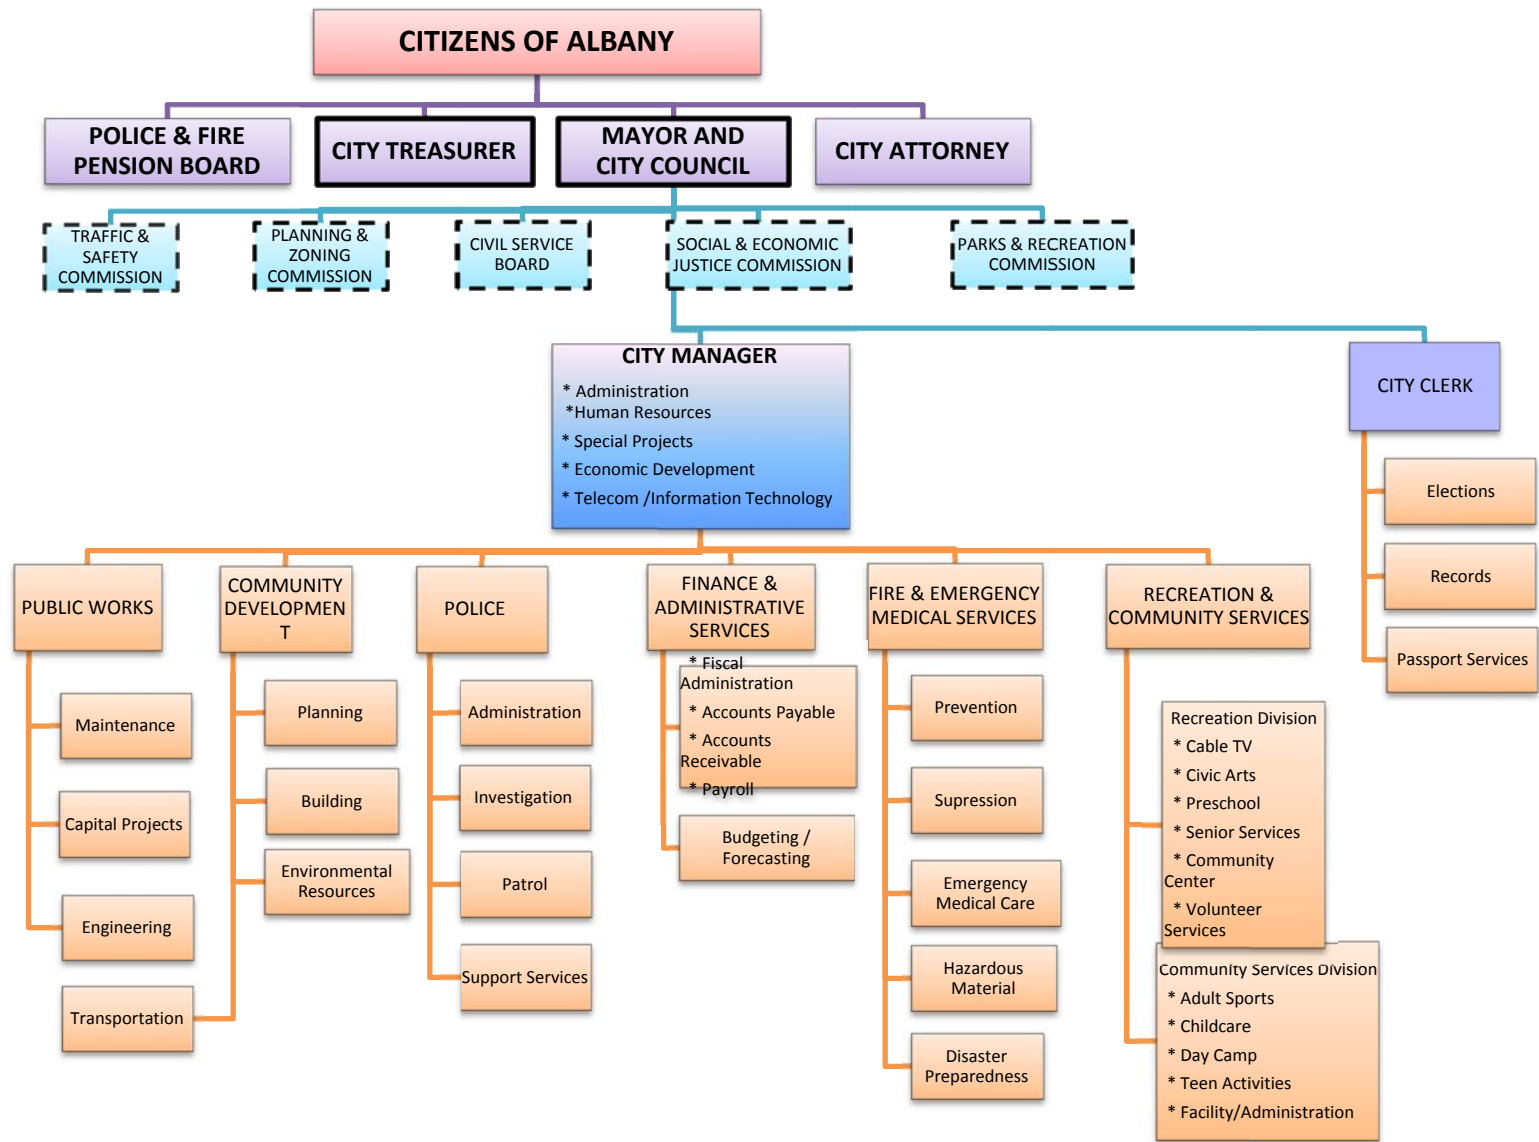 CITIZENS OF ALBANY
POLICE & FIRE
PENSION BOARD
CITY TREASURER
MAYOR AND
CITY COUNCIL
CITY ATTORNEY
TRAFFIC &
SAFETY
COMMISSION
PLANNING &
ZONING
COMMISSION
CIVIL SERVICE
BOARD
SOCIAL & ECONOMIC
JUSTICE COMMISSION
PARKS & RECREATION
COMMISSION
CITY MANAGER
* Administration
*Human Resources
* Special Projects
* Economic Development
* Telecom /Information Technology
CITY CLERK
Elections
Records
Passport Services
PUBLIC WORKS
Maintenance
Capital Projects
Engineering
COMMUNITY
DEVELOPMEN
T
Planning
Building
Environmental
Resources
Transportation
POLICE
Administration
Investigation
Patrol
Support Services
FINANCE &
ADMINISTRATIVE
SERVICES
* Fiscal
Administration
* Accounts Payable
* Accounts
Receivable
* Payroll
Budgeting /
Forecasting
FIRE & EMERGENCY
MEDICAL SERVICES
Prevention
Supression
Emergency
Medical Care
Hazardous
Material
Disaster
Preparedness
RECREATION &
COMMUNITY SERVICES
Recreation Division
* Cable TV
* Civic Arts
* Preschool
* Senior Services
* Community
Center
* Volunteer
Services
Community Services Division
* Adult Sports
* Childcare
* Day Camp
* Teen Activities
* Facility/Administration